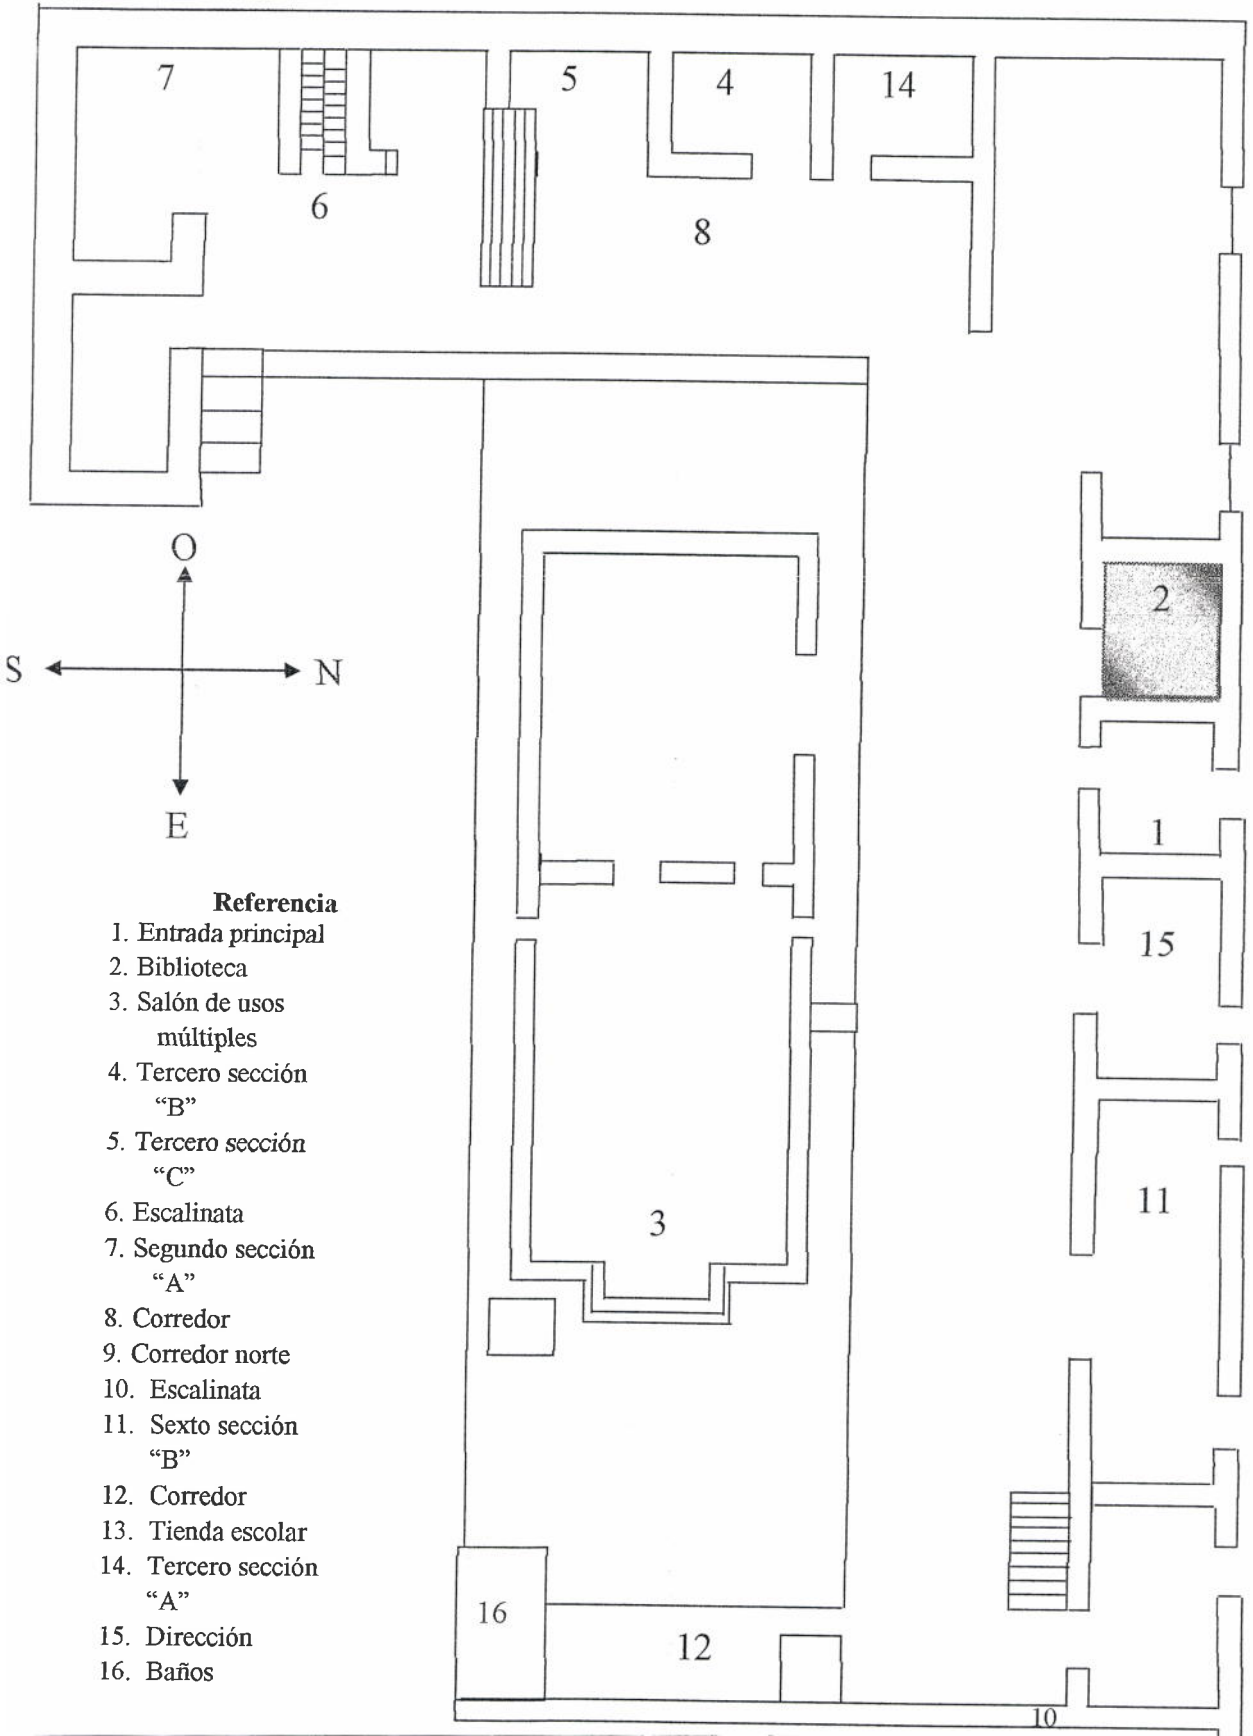 7
5
4
14
6
8
O
S
N
E
2
1
15
11
3
16
12
10
Referencia
1. Entrada principal
2. Biblioteca
3. Salón de usos
múltiples
4. Tercero sección
“B”
5. Tercero sección
“C”
6. Escalinata
7. Segundo sección
“A”
8. Corredor
9. Corredor norte
10. Escalinata
11. Sexto sección
“B”
12. Corredor
13. Tienda escolar
14. Tercero sección
“A”
15. Dirección
16. Baños